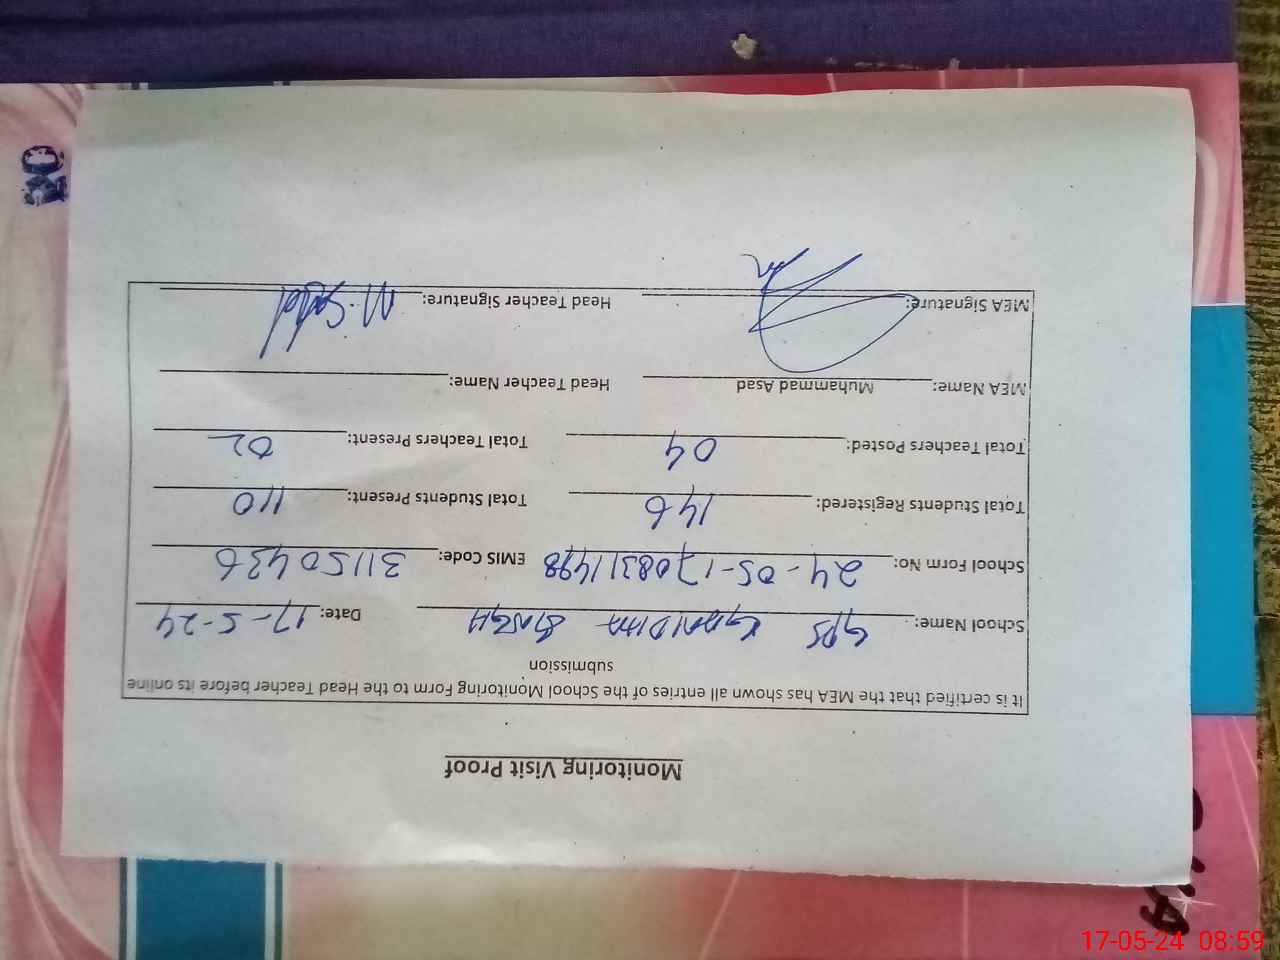 Monitoring Visit Proof
It is certified that the MEA has shown all entries of the School Monitoring Form to the Head Teacher before its online
submission
School Name: GPS SINGH Date: 17-5-24
School Form No: 24-05-1708311498 EMIS Code: 31150436
Total Students Registered: 146 Total Students Present: 110
Total Teachers Posted: 04 Total Teachers Present: 02
MEA Name: Muhammad Asad Head Teacher Name:
MEA Signature: Head Teacher Signature:
17-05-24 08:59